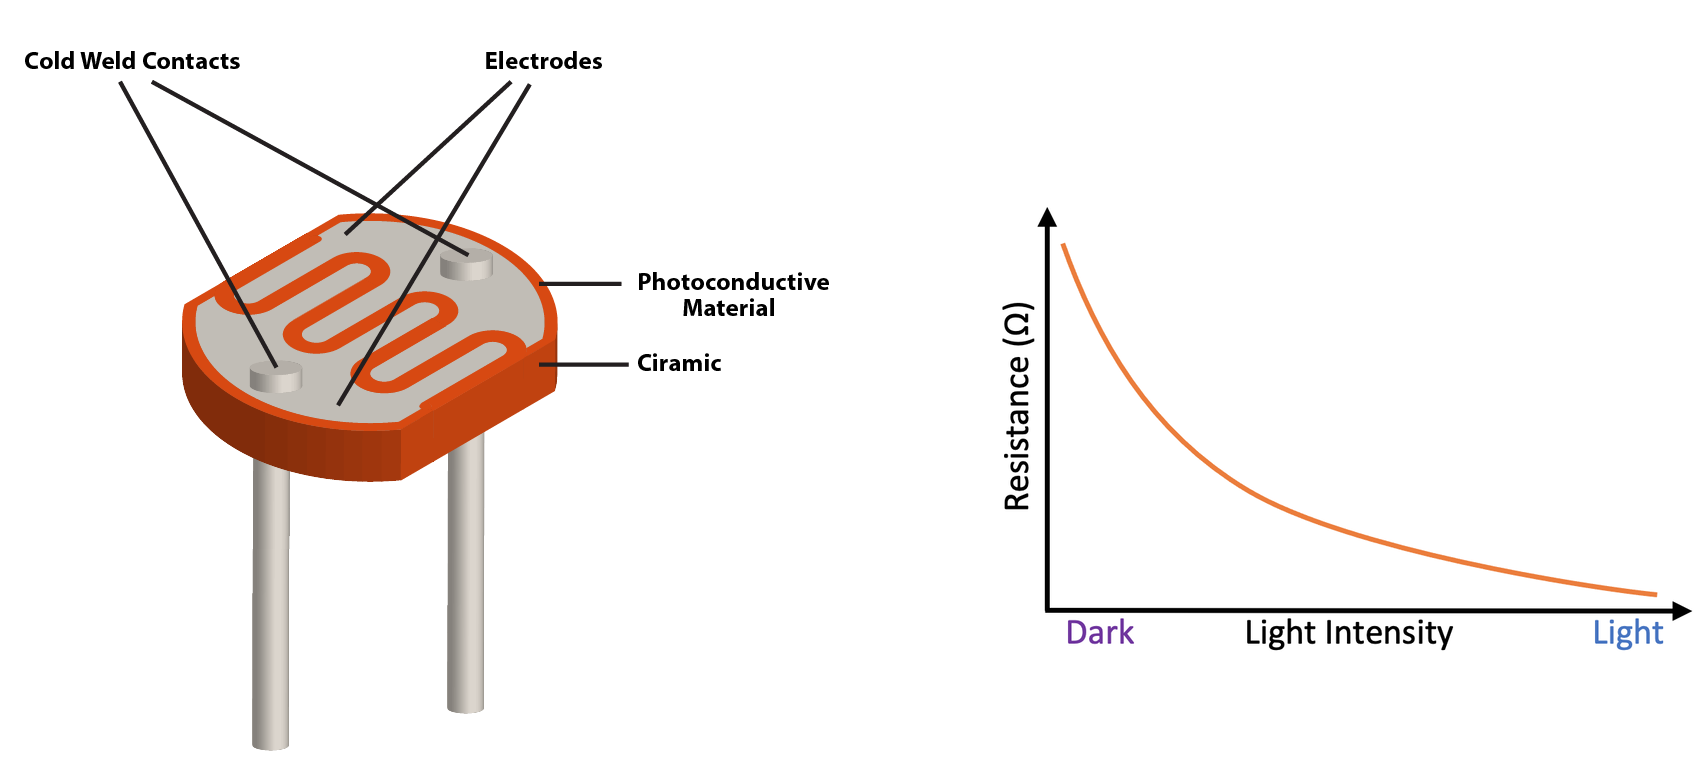 Cold Weld Contacts
Electrodes
Photoconductive
Material
Ciramic
Resistance (Ω)
Dark
Light Intensity
Light